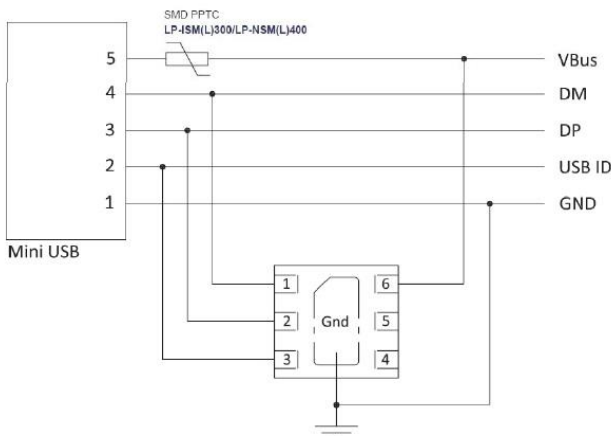 SMD PPTC
LP-ISM(L)300/LP-NSM(L)400
5 VBus
4 DM
3 DP
2 USB ID
1 GND
Mini USB
1 6
2 Gnd 5
3 4